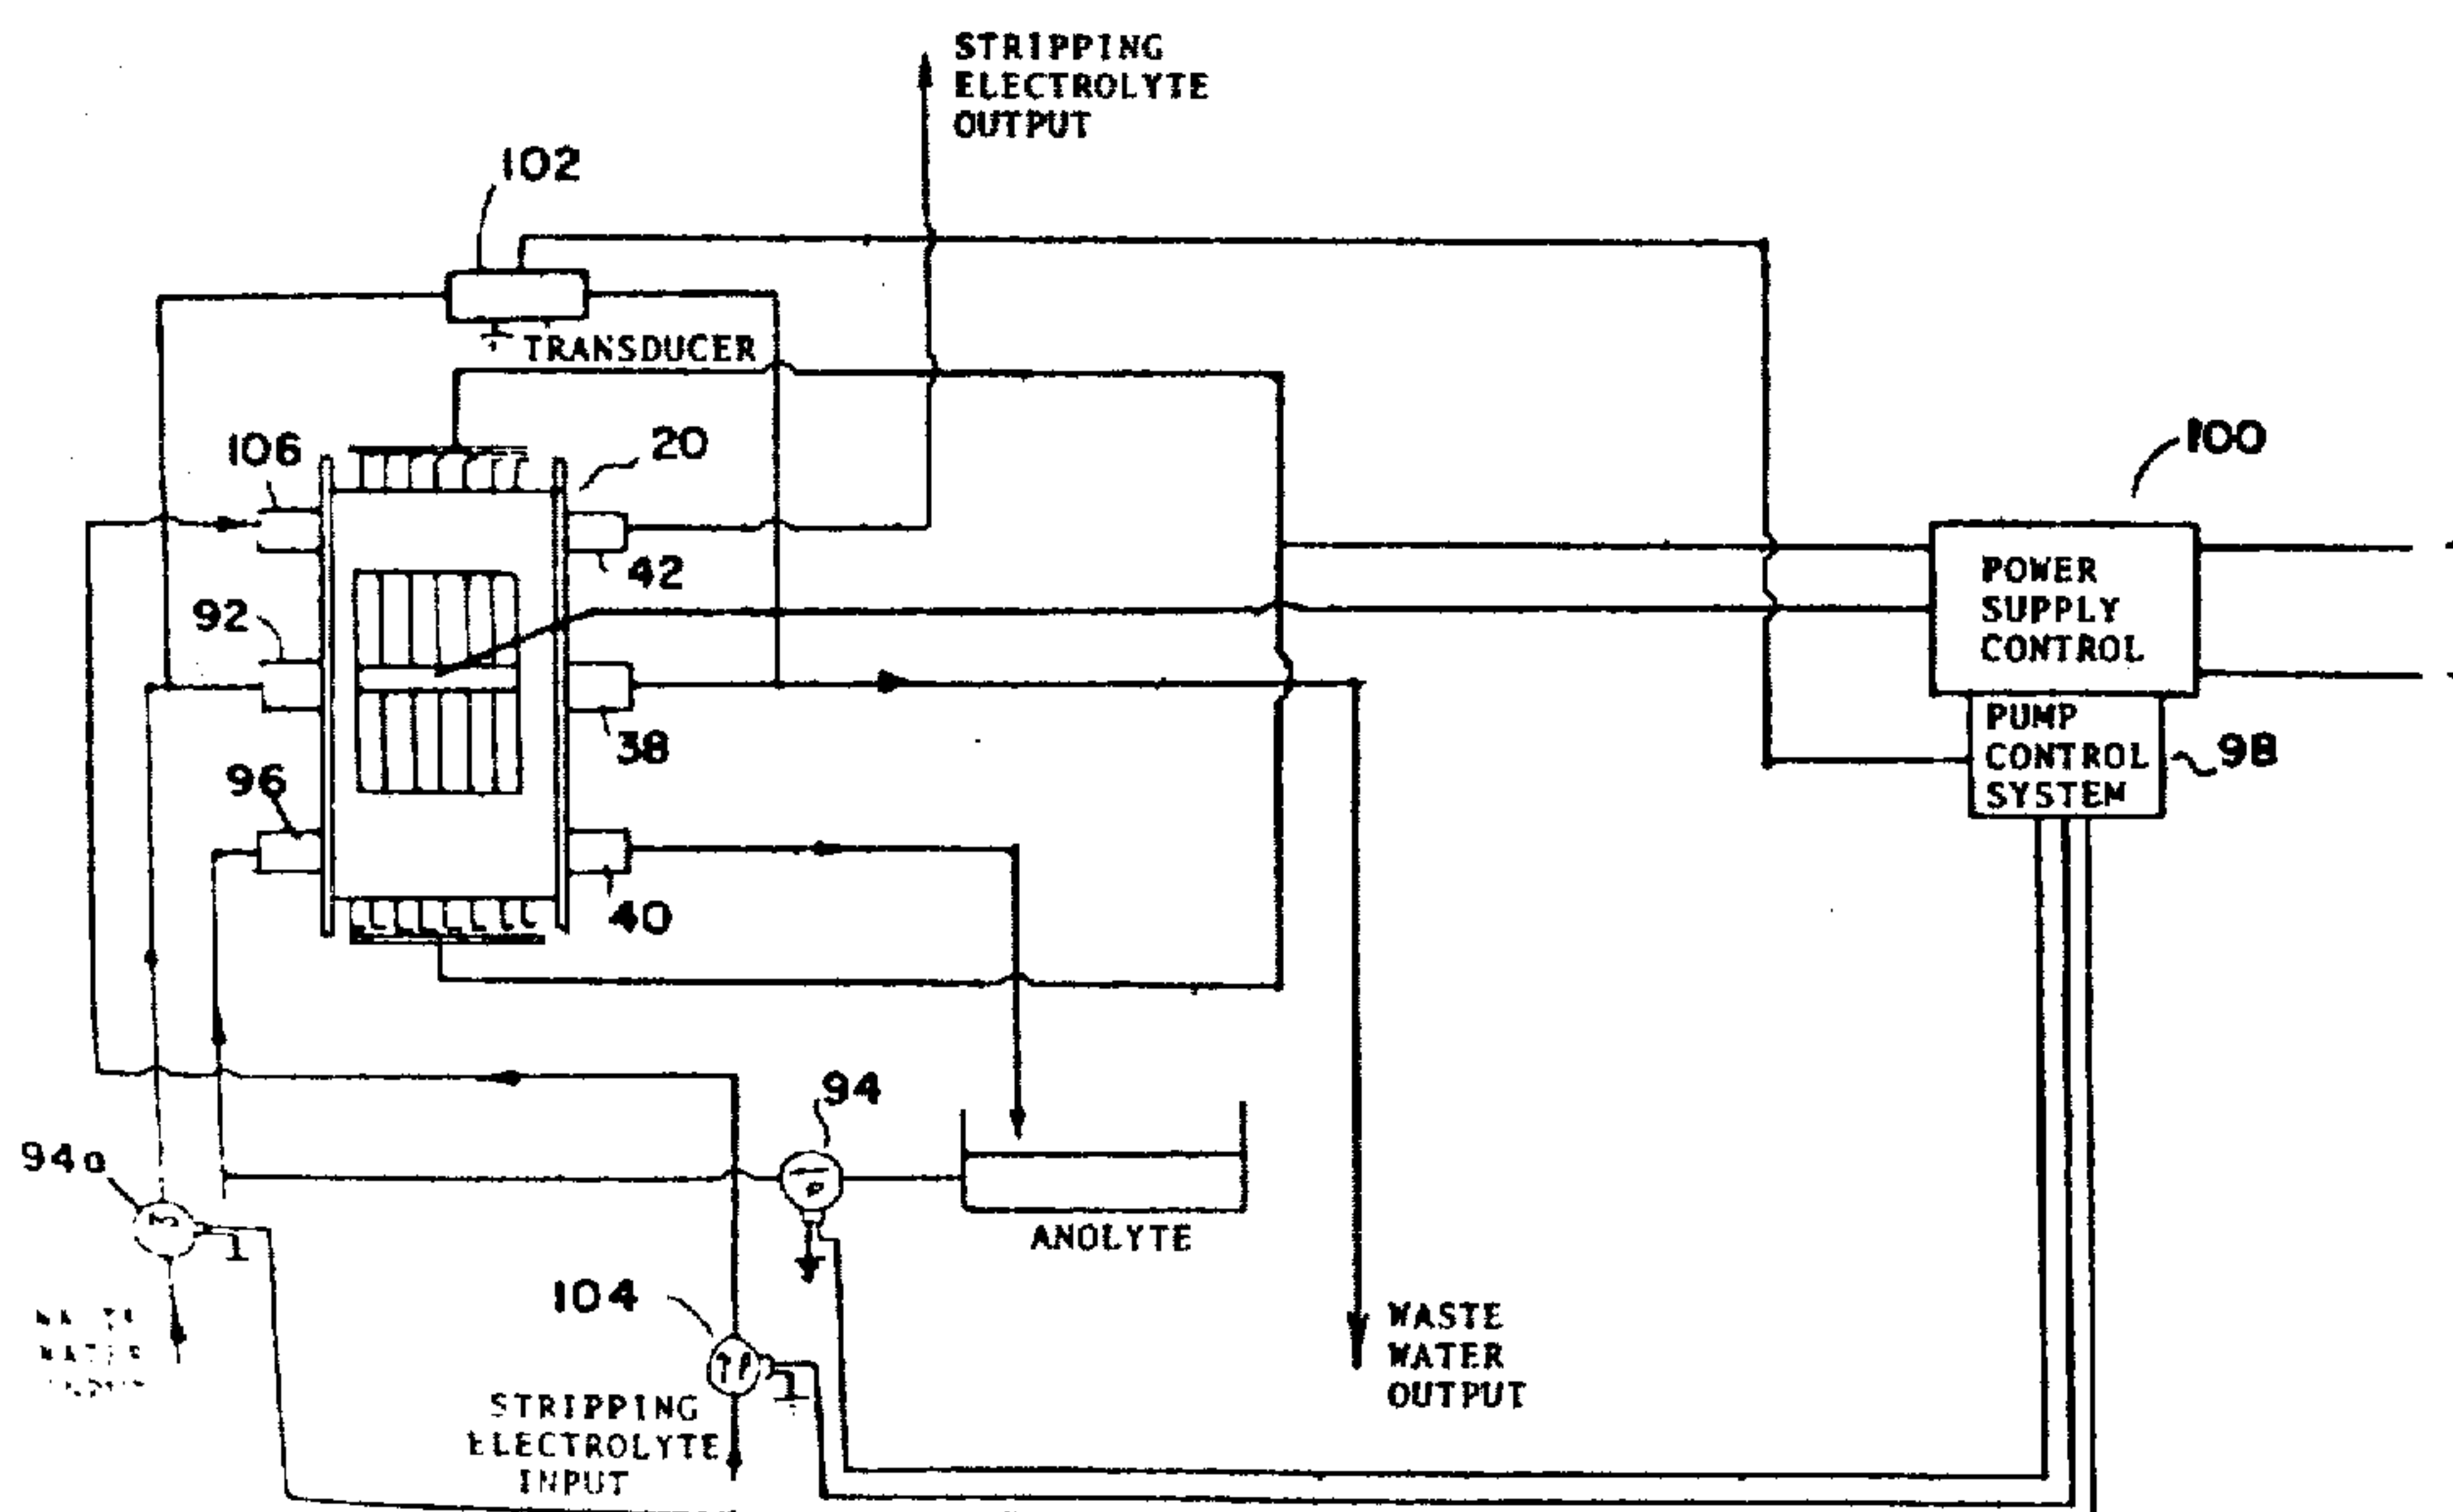 STRIPPING
ELECTROLYTE
OUTPUT
102
TRANSDUCER
106
20
100
42
92
POWER
SUPPLY
CONTROL
38
PUMP
CONTROL
SYSTEM
98
96
40
94
94a
ANOLYTE
104
WATER
WASTE
WATER
OUTPUT
STRIPPING
ELECTROLYTE
INPUT